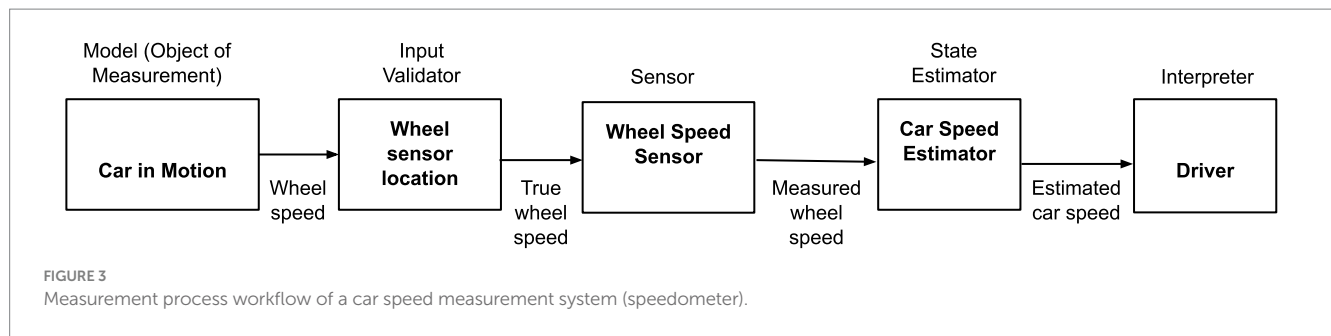 Model (Object of
Measurement)
Car in Motion
Wheel
speed
Input
Validator
Wheel
sensor
location
True
wheel
speed
Sensor
Wheel Speed
Sensor
Measured
wheel
speed
State
Estimator
Car Speed
Estimator
Estimated
car speed
Interpreter
Driver
FIGURE 3
Measurement process workflow of a car speed measurement system (speedometer).